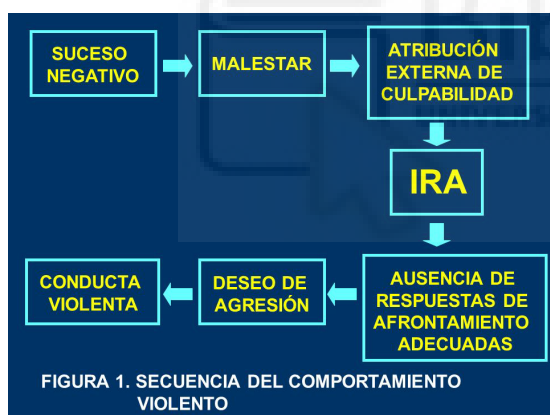 SUCESO
NEGATIVO
MALESTAR
ATRIBUCIÓN
EXTERNA DE
CULPABILIDAD
IRA
AUSENCIA DE
RESPUESTAS DE
AFRONTAMIENTO
ADECUADAS
DESEO DE
AGRESIÓN
CONDUCTA
VIOLENTA
FIGURA 1. SECUENCIA DEL COMPORTAMIENTO
VIOLENTO